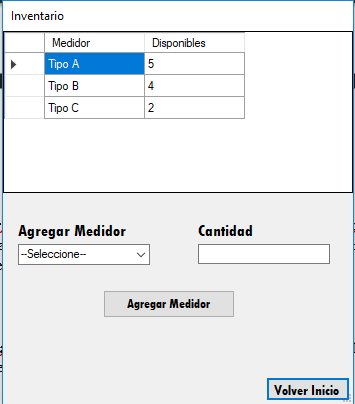 Inventario
Medidor Disponibles
Tipo A 5
Tipo B 4
Tipo C 2
Agregar Medidor Cantidad
--Seleccione--
Agregar Medidor
Volver Inicio